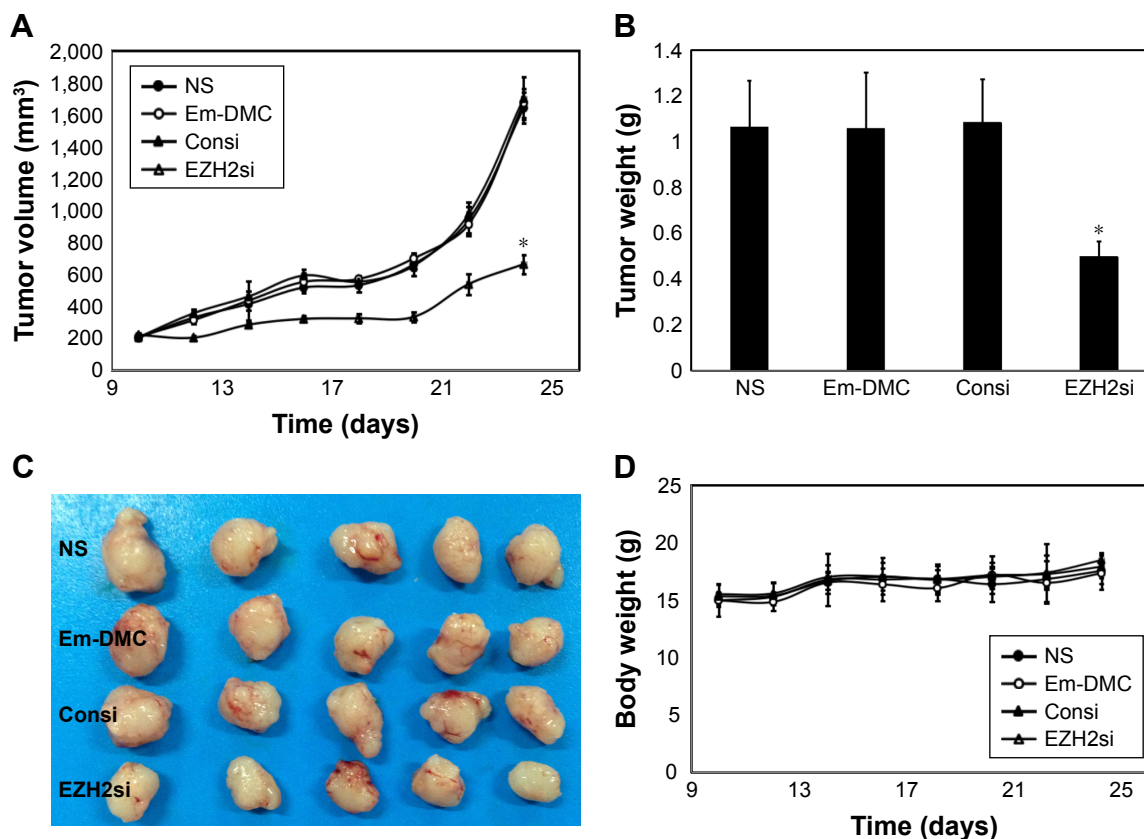 A
Tumor volume (mm³)
2,000
1,800
1,600
1,400
1,200
1,000
800
600
400
200
0
NS
Em-DMC
Consi
EZH2si
*
9
13
17
21
25
Time (days)
B
Tumor weight (g)
1.4
1.2
1
0.8
0.6
0.4
0.2
0
*
NS
Em-DMC
Consi
EZH2si
C
NS
Em-DMC
Consi
EZH2si
D
Body weight (g)
25
20
15
10
5
0
NS
Em-DMC
Consi
EZH2si
9
13
17
21
25
Time (days)